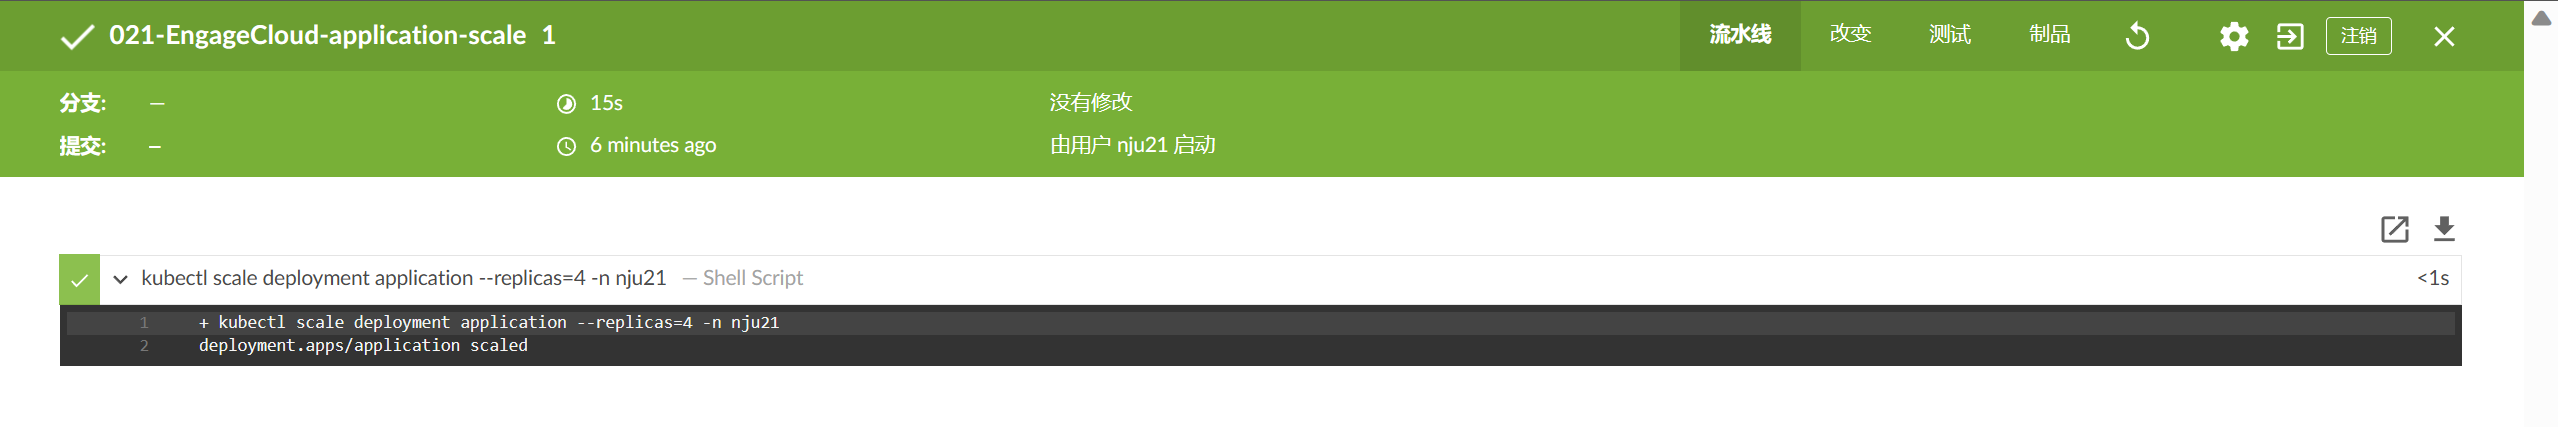 021-EngageCloud-application-scale 1 流水线 改变 测试 制品 注销
分支: — 15s 没有修改
提交: — 6 minutes ago 由用户 nju21 启动
kubectl scale deployment application --replicas=4 -n nju21 — Shell Script <1s
1 + kubectl scale deployment application --replicas=4 -n nju21
2 deployment.apps/application scaled